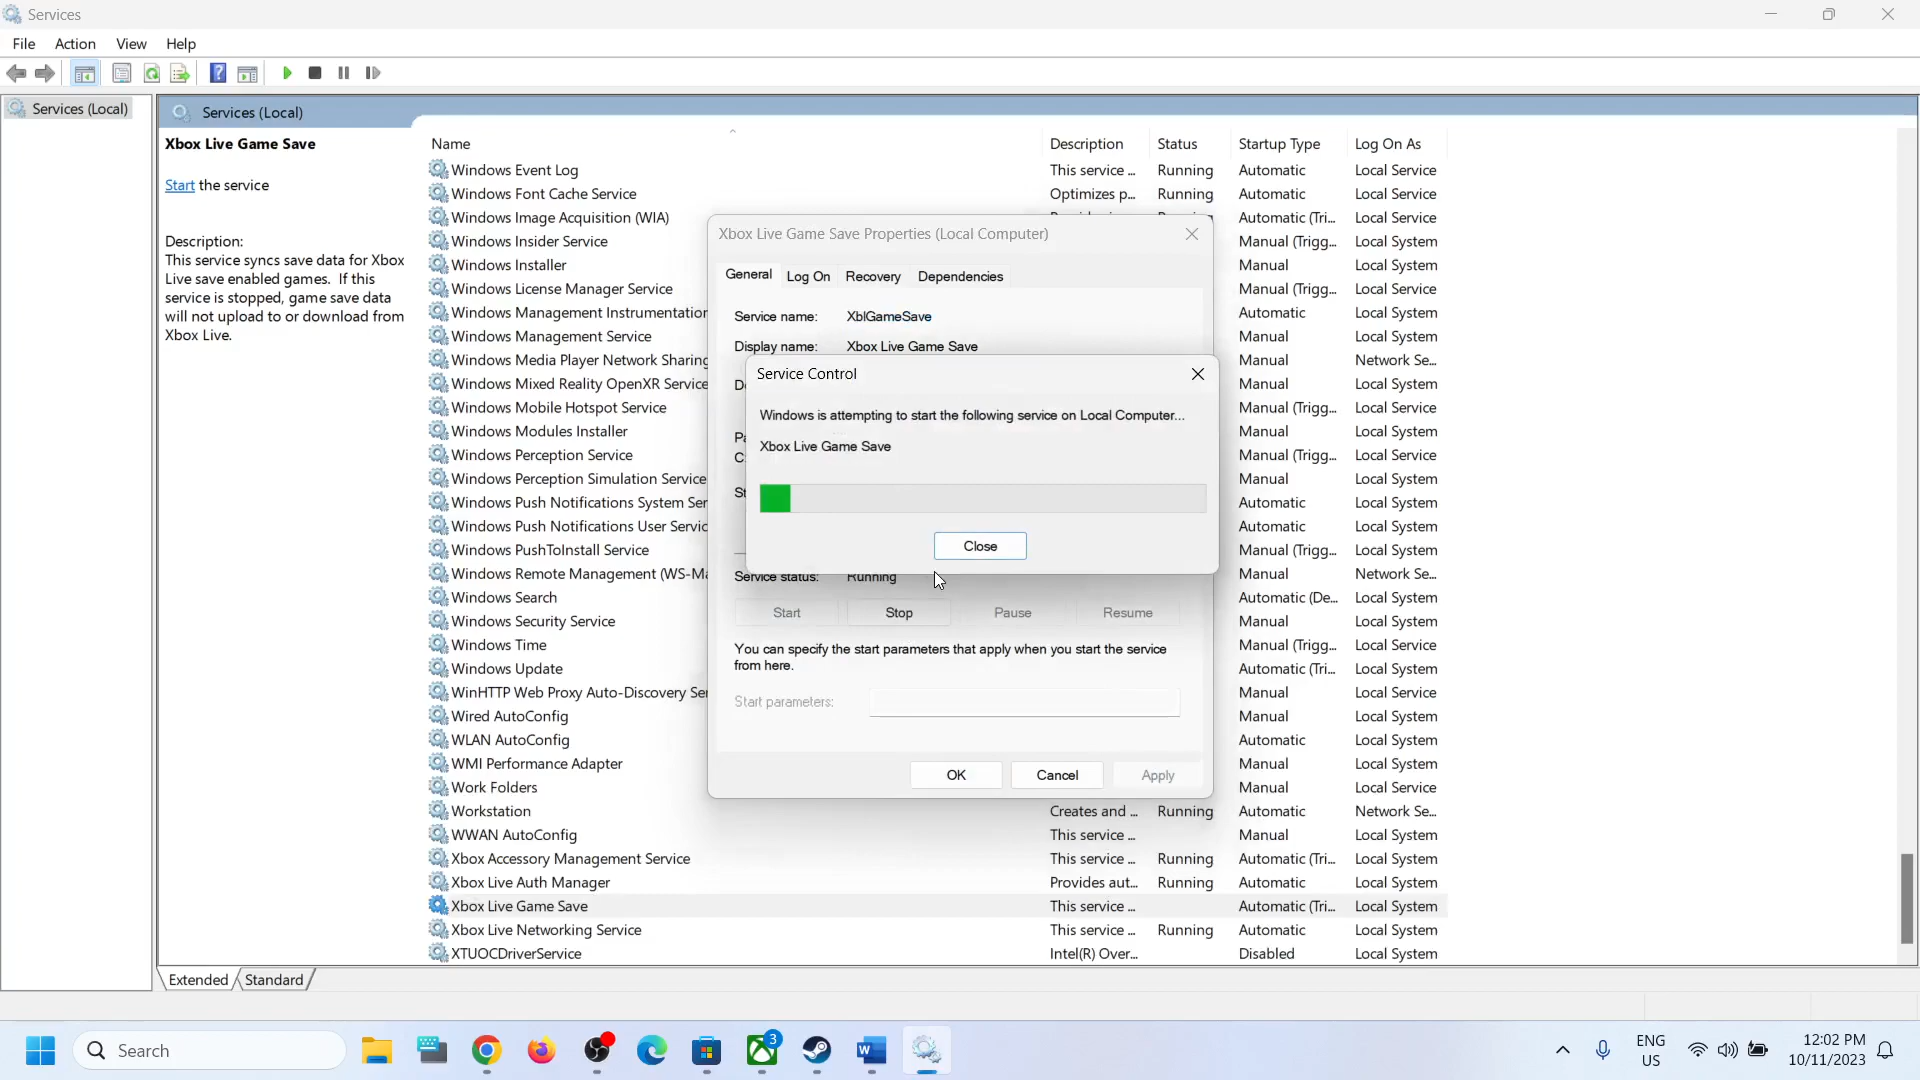 Services
File Action View Help
Services (Local)
Services (Local)
Xbox Live Game Save
Start the service
Description:
This service syncs save data for Xbox
Live save enabled games. If this
service is stopped, game save data
will not upload to or download from
Xbox Live.
Name Description Status Startup Type Log On As
Windows Event Log This service ... Running Automatic Local Service
Windows Font Cache Service Optimizes p... Running Automatic Local Service
Windows Image Acquisition (WIA) Automatic (Tri... Local Service
Windows Insider Service Manual (Trigg... Local System
Windows Installer Manual Local System
Windows License Manager Service Manual (Trigg... Local Service
Windows Management Instrumentation Automatic Local System
Windows Management Service Manual Local System
Windows Media Player Network Sharing Manual Network Se...
Windows Mixed Reality OpenXR Service Manual Local System
Windows Mobile Hotspot Service Manual (Trigg... Local Service
Windows Modules Installer Manual Local System
Windows Perception Service Manual (Trigg... Local Service
Windows Perception Simulation Service Manual Local System
Windows Push Notifications System Ser Automatic Local System
Windows Push Notifications User Servic Automatic Local System
Windows PushToInstall Service Manual (Trigg... Local System
Windows Remote Management (WS-Ma Manual Network Se...
Windows Search Automatic (De... Local System
Windows Security Service Manual Local System
Windows Time Manual (Trigg... Local Service
Windows Update Automatic (Tri... Local System
WinHTTP Web Proxy Auto-Discovery Ser Manual Local Service
Wired AutoConfig Manual Local System
WLAN AutoConfig Automatic Local System
WMI Performance Adapter Manual Local System
Work Folders Manual Local Service
Workstation Creates and ... Running Automatic Network Se...
WWAN AutoConfig This service ... Manual Local System
Xbox Accessory Management Service This service ... Running Automatic (Tri... Local System
Xbox Live Auth Manager Provides aut... Running Automatic Local System
Xbox Live Game Save This service ... Automatic (Tri... Local System
Xbox Live Networking Service This service ... Running Automatic Local System
XTUOCDriverService Intel(R) Over... Disabled Local System
Xbox Live Game Save Properties (Local Computer)
General Log On Recovery Dependencies
Service name: XblGameSave
Display name: Xbox Live Game Save
Service Control
Windows is attempting to start the following service on Local Computer...
Xbox Live Game Save
Close
Service status: Running
Start Stop Pause Resume
You can specify the start parameters that apply when you start the service
from here.
Start parameters:
OK Cancel Apply
Extended Standard
Search
3
ENG
US
12:02 PM
10/11/2023